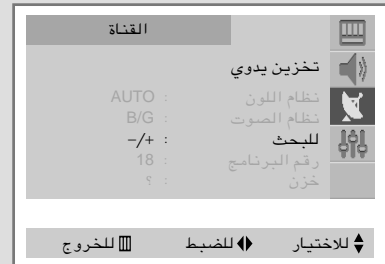 القناة
تخزين يدوي
نظام اللون : AUTO
نظام الصوت : B/G
للبحث : +/−
رقم البرنامج : 18
خزن : ؟
للاختيار للضبط للخروج